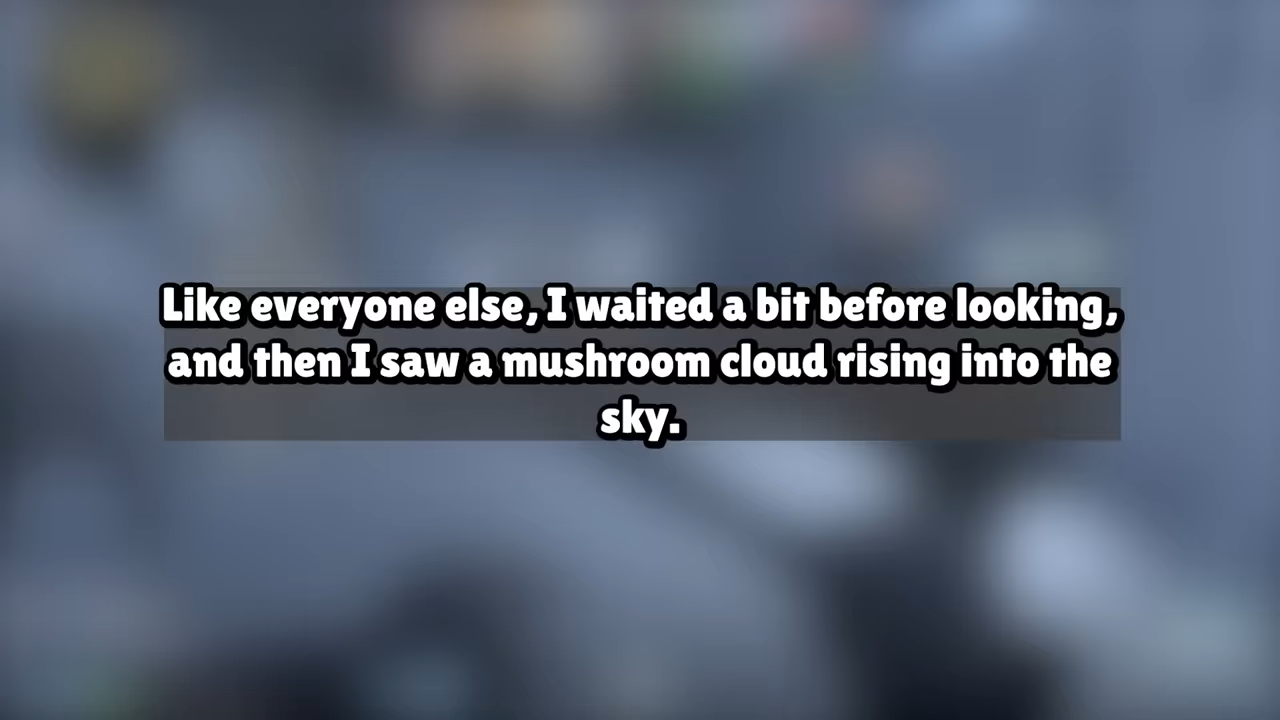 Like everyone else, I waited a bit before looking,
and then I saw a mushroom cloud rising into the
sky.